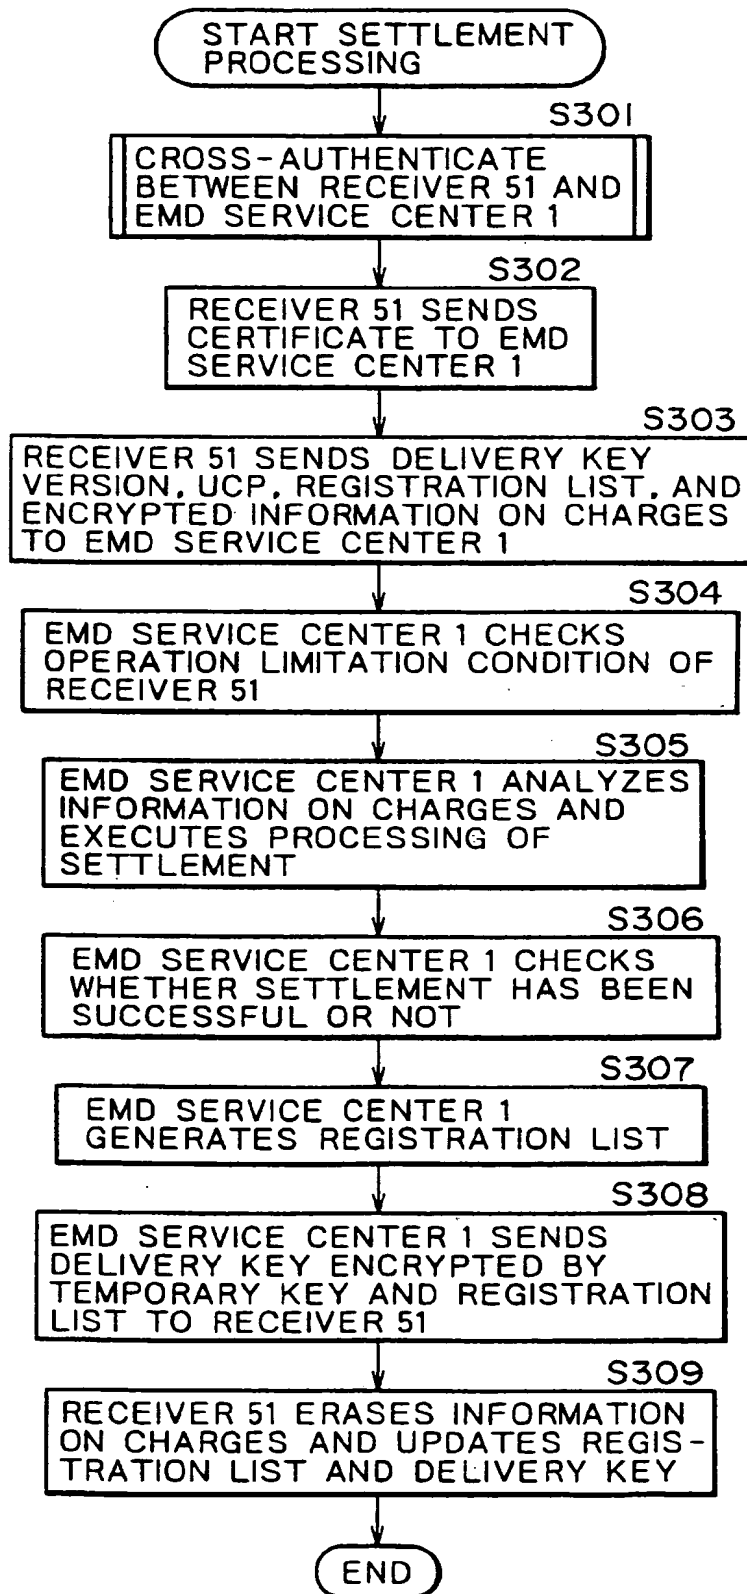 START SETTLEMENT
PROCESSING
S301
CROSS-AUTHENTICATE
BETWEEN RECEIVER 51 AND
EMD SERVICE CENTER 1
S302
RECEIVER 51 SENDS
CERTIFICATE TO EMD
SERVICE CENTER 1
S303
RECEIVER 51 SENDS DELIVERY KEY
VERSION, UCP, REGISTRATION LIST, AND
ENCRYPTED INFORMATION ON CHARGES
TO EMD SERVICE CENTER 1
S304
EMD SERVICE CENTER 1 CHECKS
OPERATION LIMITATION CONDITION OF
RECEIVER 51
S305
EMD SERVICE CENTER 1 ANALYZES
INFORMATION ON CHARGES AND
EXECUTES PROCESSING OF
SETTLEMENT
S306
EMD SERVICE CENTER 1 CHECKS
WHETHER SETTLEMENT HAS BEEN
SUCCESSFUL OR NOT
S307
EMD SERVICE CENTER 1
GENERATES REGISTRATION LIST
S308
EMD SERVICE CENTER 1 SENDS
DELIVERY KEY ENCRYPTED BY
TEMPORARY KEY AND REGISTRATION
LIST TO RECEIVER 51
S309
RECEIVER 51 ERASES INFORMATION
ON CHARGES AND UPDATES REGIS-
TRATION LIST AND DELIVERY KEY
END